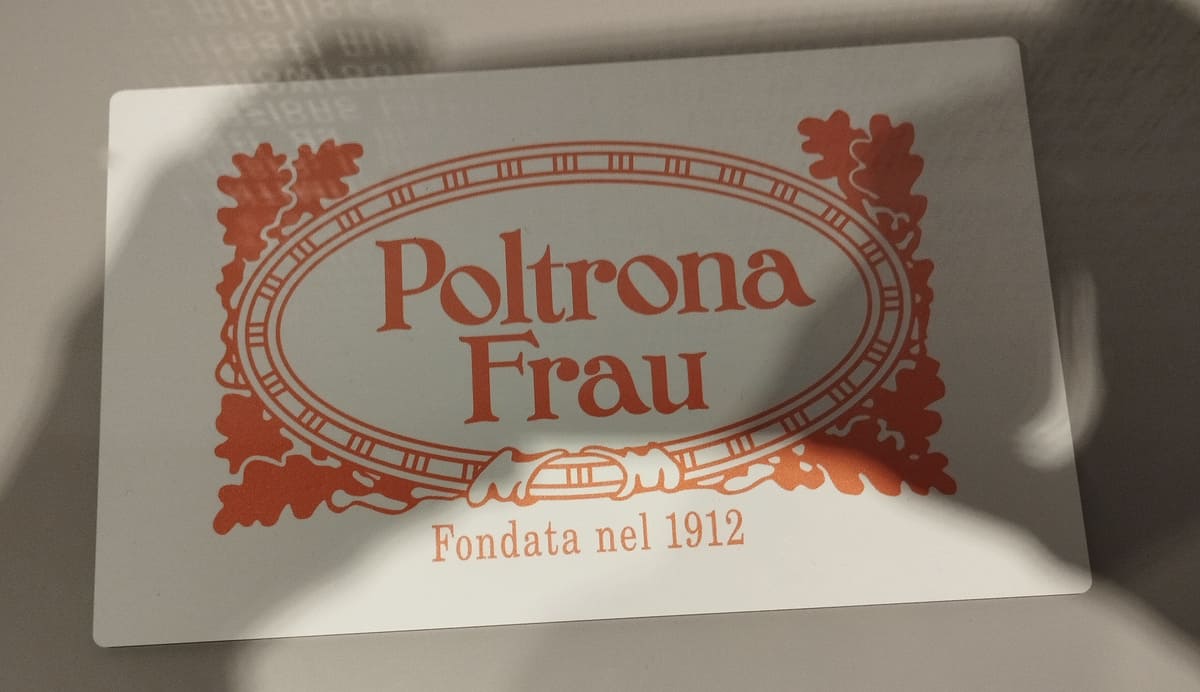 Poltrona
Frau
Fondata nel 1912